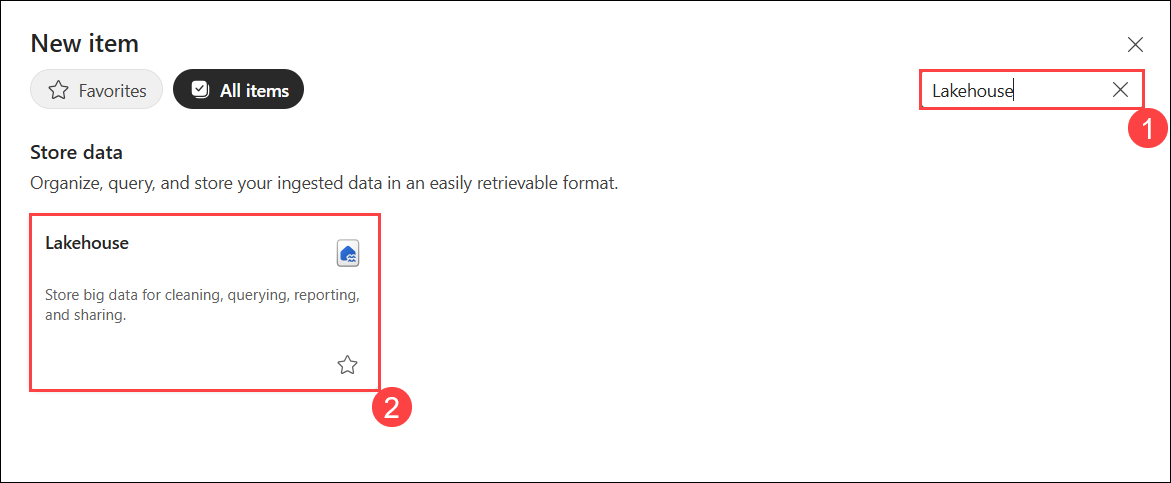 New item
Favorites
All items
Lakehouse
1
Store data
Organize, query, and store your ingested data in an easily retrievable format.
Lakehouse
Store big data for cleaning, querying, reporting,
and sharing.
2